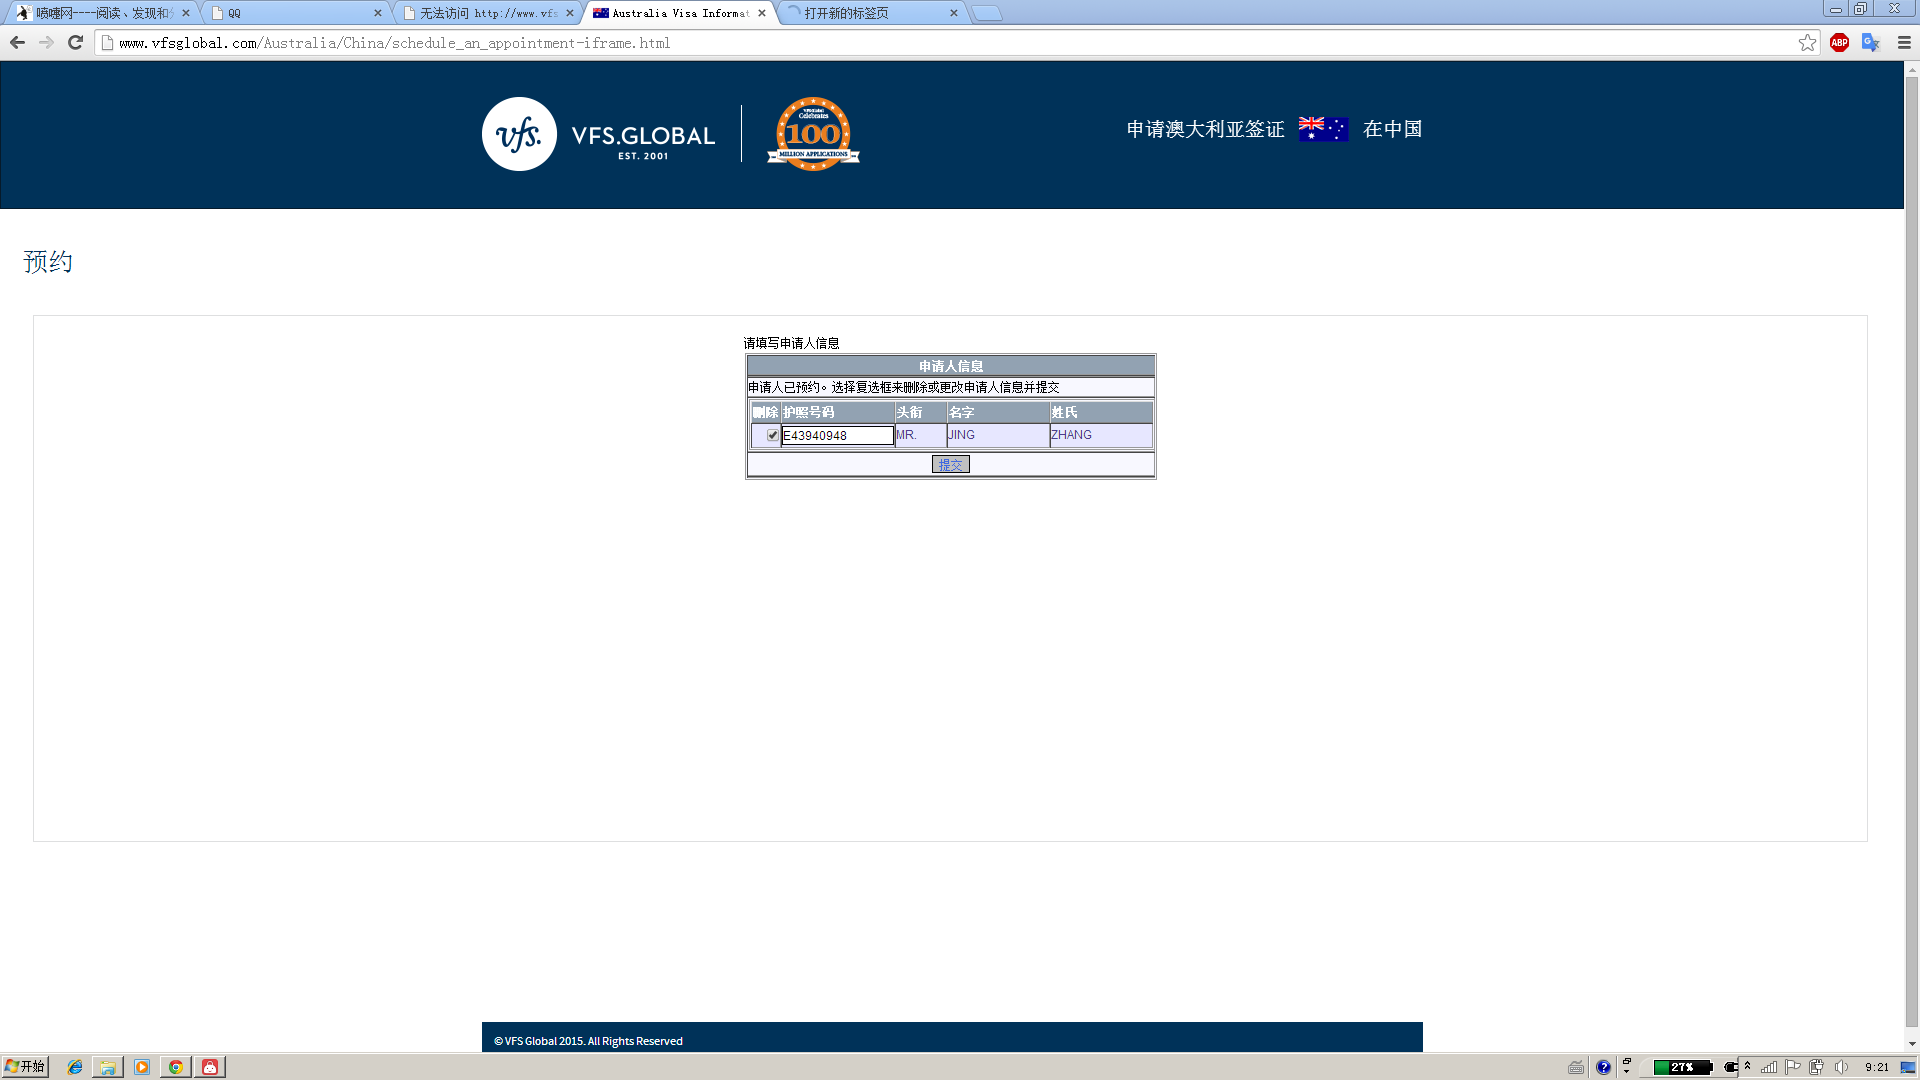 喷嚏网----阅读、发现和分
QQ
无法访问 http://www.vfs
Australia Visa Informat
打开新的标签页
www.vfsglobal.com/Australia/China/schedule_an_appointment-iframe.html
ABP
vfs.
VFS.GLOBAL
EST. 2001
VFS.GLOBAL
Celebrates
100
MILLION APPLICATIONS
申请澳大利亚签证 在中国
预约
请填写申请人信息
申请人信息
申请人已预约。选择复选框来删除或更改申请人信息并提交
删除 护照号码 头衔 名字 姓氏
E43940948 MR. JING ZHANG
提交
© VFS Global 2015. All Rights Reserved
开始
27%
9:21